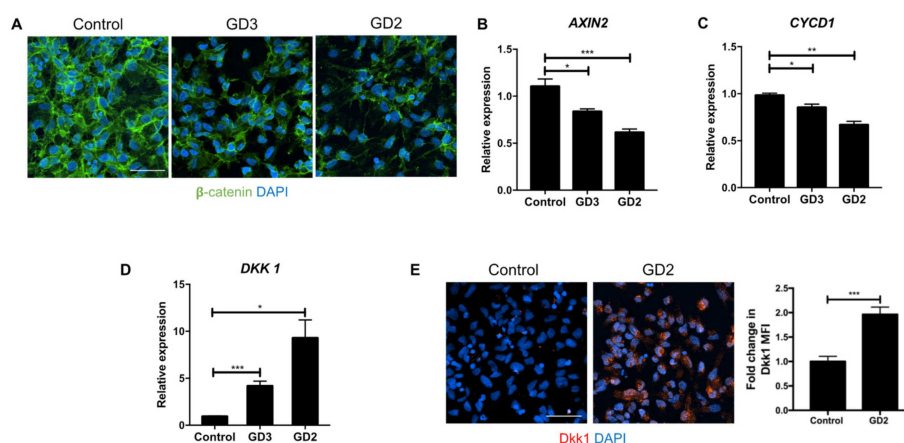 A
Control
GD3
GD2
β-catenin DAPI
B
AXIN2
Relative expression
1.5
1.0
0.5
0.0
***
*
Control
GD3
GD2
C
CYCD1
Relative expression
1.5
1.0
0.5
0.0
**
*
Control
GD3
GD2
D
DKK 1
Relative expression
15
10
5
0
*
***
Control
GD3
GD2
E
Control
GD2
Dkk1 DAPI
Fold change in
Dkk1 MFI
2.5
2.0
1.5
1.0
0.5
0.0
***
Control
GD2